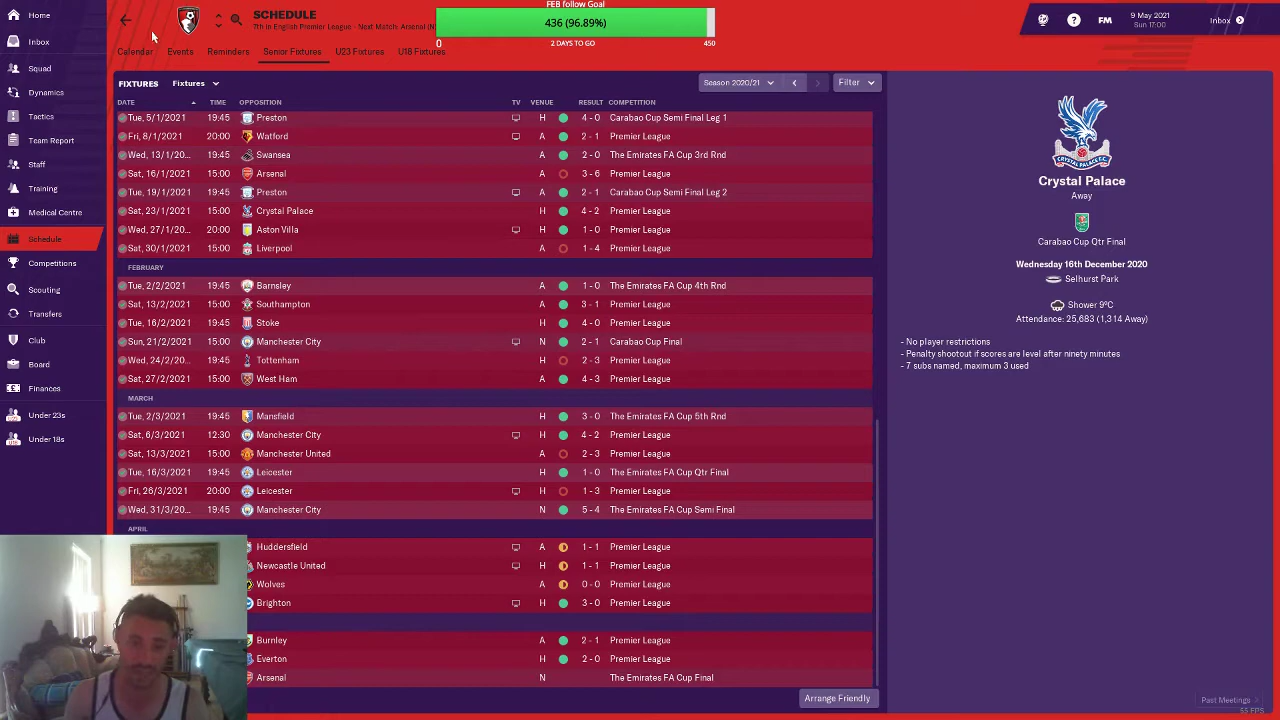 FEB follow Goal
436 (96.89%)
0 2 DAYS TO GO 450
SCHEDULE
7th in English Premier League - Next Match: Arsenal (N
9 May 2021
Sun 17:00
FM
Inbox
Calendar Events Reminders Senior Fixtures U23 Fixtures U18 Fixtures
Home
Inbox
Squad
Dynamics
Tactics
Team Report
Staff
Training
Medical Centre
Schedule
Competitions
Scouting
Transfers
Club
Board
Finances
Under 23s
Under 18s
FIXTURES Fixtures Season 2020/21 Filter
DATE TIME OPPOSITION TV VENUE RESULT COMPETITION
Tue, 5/1/2021 19:45 Preston H 4 - 0 Carabao Cup Semi Final Leg 1
Fri, 8/1/2021 20:00 Watford A 2 - 1 Premier League
Wed, 13/1/20... 19:45 Swansea A 2 - 0 The Emirates FA Cup 3rd Rnd
Sat, 16/1/2021 15:00 Arsenal A 3 - 6 Premier League
Tue, 19/1/2021 19:45 Preston A 2 - 1 Carabao Cup Semi Final Leg 2
Sat, 23/1/2021 15:00 Crystal Palace H 4 - 2 Premier League
Wed, 27/1/20... 20:00 Aston Villa H 1 - 0 Premier League
Sat, 30/1/2021 15:00 Liverpool A 1 - 4 Premier League
FEBRUARY
Tue, 2/2/2021 19:45 Barnsley A 1 - 0 The Emirates FA Cup 4th Rnd
Sat, 13/2/2021 15:00 Southampton A 3 - 1 Premier League
Tue, 16/2/2021 19:45 Stoke H 4 - 0 Premier League
Sun, 21/2/2021 15:00 Manchester City N 2 - 1 Carabao Cup Final
Wed, 24/2/20... 19:45 Tottenham H 2 - 3 Premier League
Sat, 27/2/2021 15:00 West Ham A 4 - 3 Premier League
MARCH
Tue, 2/3/2021 19:45 Mansfield H 3 - 0 The Emirates FA Cup 5th Rnd
Sat, 6/3/2021 12:30 Manchester City H 4 - 2 Premier League
Sat, 13/3/2021 15:00 Manchester United A 2 - 3 Premier League
Tue, 16/3/2021 19:45 Leicester H 1 - 0 The Emirates FA Cup Qtr Final
Fri, 26/3/2021 20:00 Leicester H 1 - 3 Premier League
Wed, 31/3/20... 19:45 Manchester City N 5 - 4 The Emirates FA Cup Semi Final
APRIL
Huddersfield A 1 - 1 Premier League
Newcastle United H 1 - 1 Premier League
Wolves A 0 - 0 Premier League
Brighton H 3 - 0 Premier League
Burnley A 2 - 1 Premier League
Everton H 2 - 0 Premier League
Arsenal N The Emirates FA Cup Final
Arrange Friendly
Crystal Palace
Away
Carabao Cup Qtr Final
Wednesday 16th December 2020
Selhurst Park
Shower 9°C
Attendance: 25,683 (1,314 Away)
- No player restrictions
- Penalty shootout if scores are level after ninety minutes
- 7 subs named, maximum 3 used
Past Meetings
55 FPS